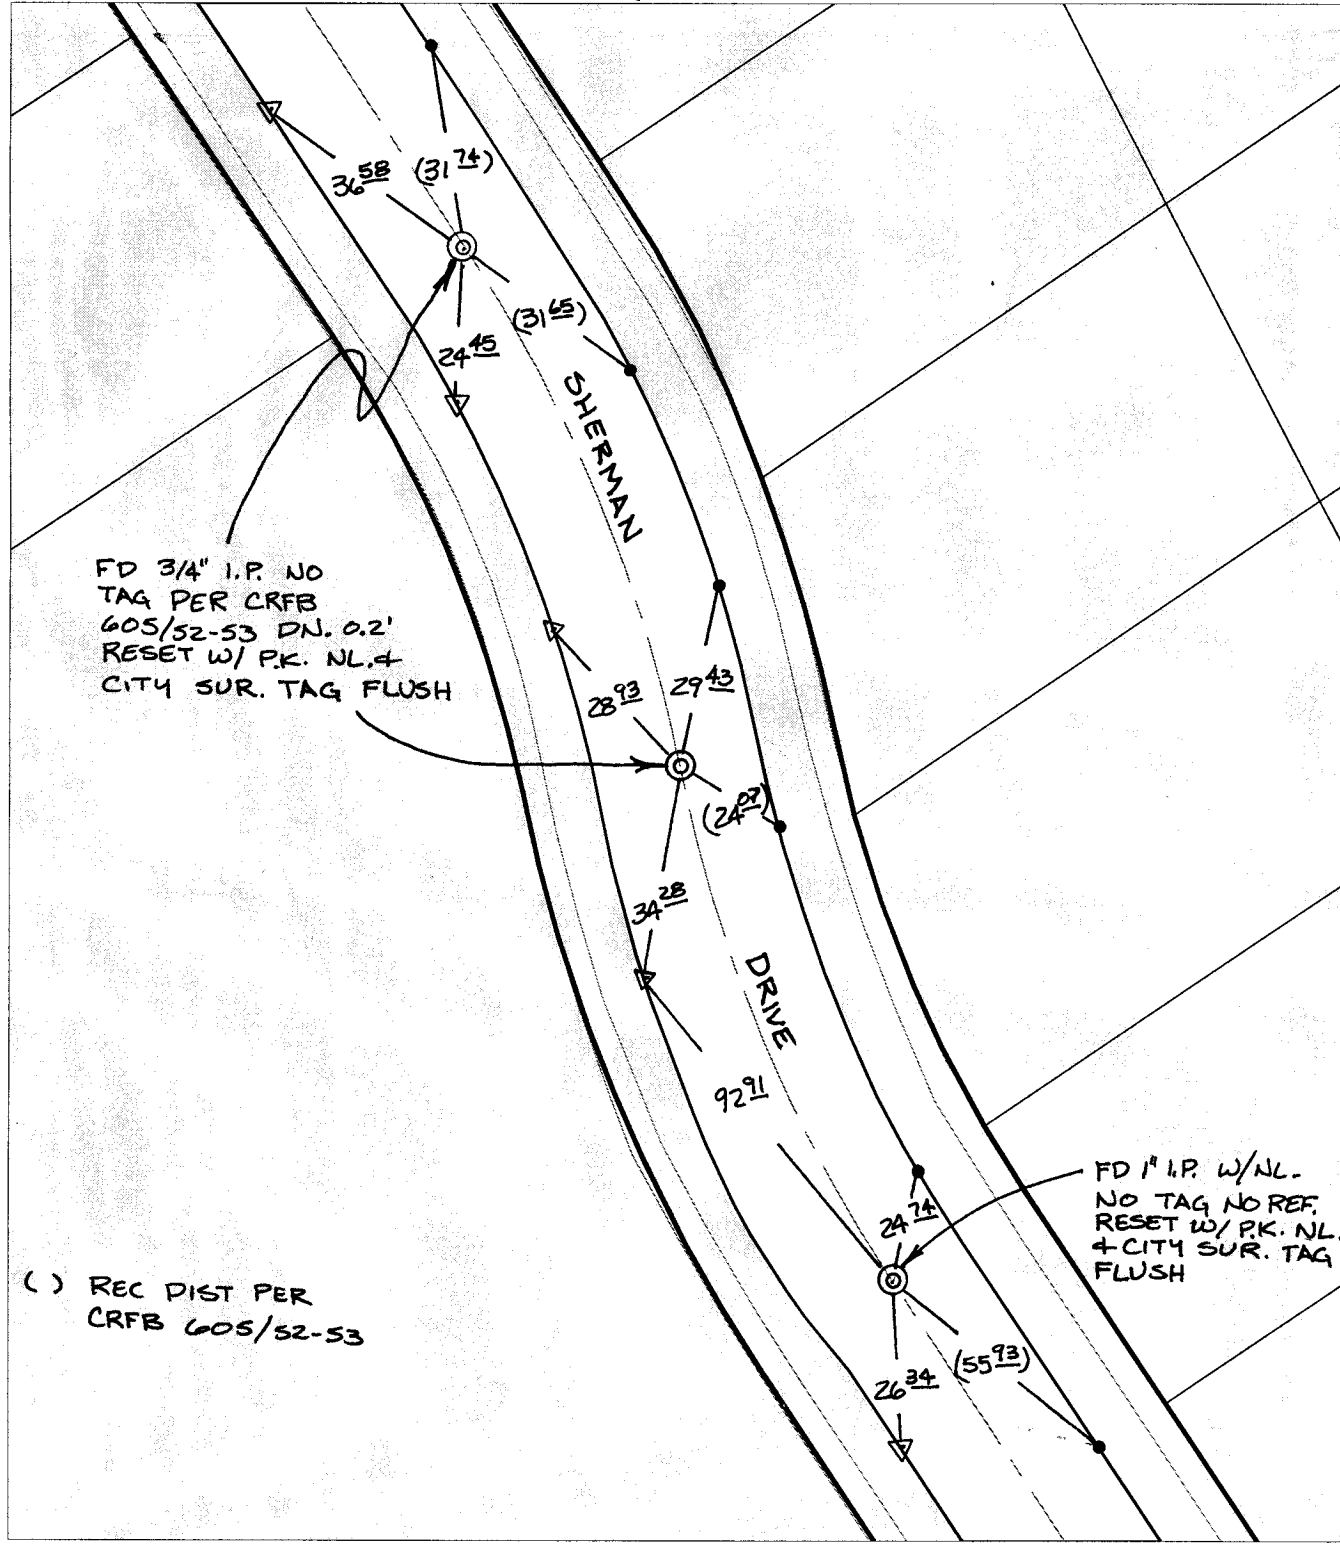 36 58
(31 74)
(31 65)
24 45
SHERMAN
FD 3/4" I.P. NO
TAG PER CRFB
605/52-53 DN. 0.2'
RESET W/ P.K. NL. &
CITY SUR. TAG FLUSH
28 93
29 43
(24 07)
34 28
DRIVE
92 91
FD 1" I.P. W/NL.
NO TAG NO REF.
RESET W/ P.K. NL.
& CITY SUR. TAG
FLUSH
24 74
( ) REC DIST PER
CRFB 605/52-53
26 34
(55 93)